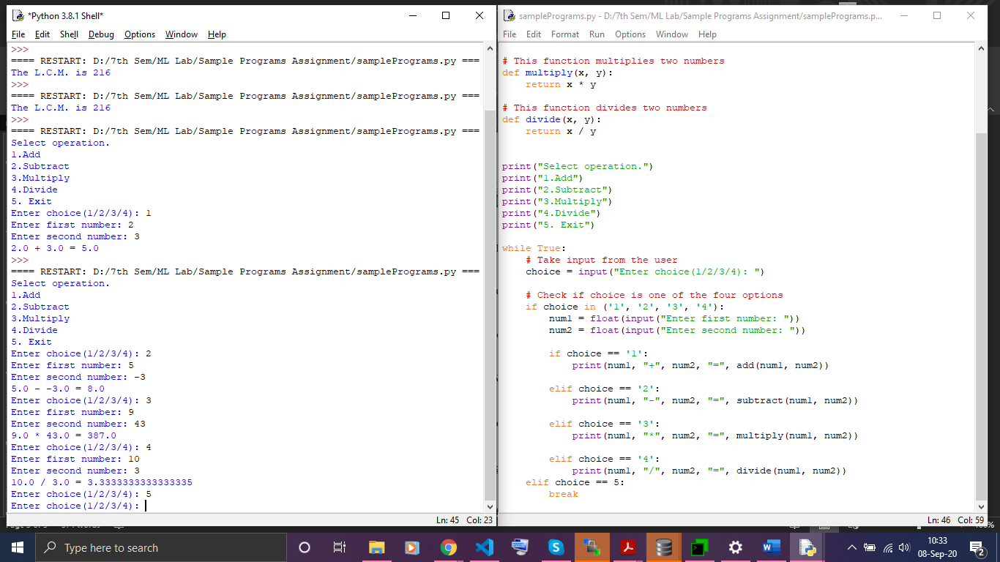 *Python 3.8.1 Shell*
File Edit Shell Debug Options Window Help
>>>
==== RESTART: D:/7th Sem/ML Lab/Sample Programs Assignment/samplePrograms.py ===
The L.C.M. is 216
>>>
==== RESTART: D:/7th Sem/ML Lab/Sample Programs Assignment/samplePrograms.py ===
The L.C.M. is 216
>>>
==== RESTART: D:/7th Sem/ML Lab/Sample Programs Assignment/samplePrograms.py ===
Select operation.
1.Add
2.Subtract
3.Multiply
4.Divide
5. Exit
Enter choice(1/2/3/4): 1
Enter first number: 2
Enter second number: 3
2.0 + 3.0 = 5.0
>>>
==== RESTART: D:/7th Sem/ML Lab/Sample Programs Assignment/samplePrograms.py ===
Select operation.
1.Add
2.Subtract
3.Multiply
4.Divide
5. Exit
Enter choice(1/2/3/4): 2
Enter first number: 5
Enter second number: -3
5.0 - -3.0 = 8.0
Enter choice(1/2/3/4): 3
Enter first number: 9
Enter second number: 43
9.0 * 43.0 = 387.0
Enter choice(1/2/3/4): 4
Enter first number: 10
Enter second number: 3
10.0 / 3.0 = 3.3333333333333335
Enter choice(1/2/3/4): 5
Enter choice(1/2/3/4):
Ln: 45 Col: 23
samplePrograms.py - D:/7th Sem/ML Lab/Sample Programs Assignment/samplePrograms.p...
File Edit Format Run Options Window Help
# This function multiplies two numbers
def multiply(x, y):
    return x * y

# This function divides two numbers
def divide(x, y):
    return x / y

print("Select operation.")
print("1.Add")
print("2.Subtract")
print("3.Multiply")
print("4.Divide")
print("5. Exit")

while True:
    # Take input from the user
    choice = input("Enter choice(1/2/3/4): ")

    # Check if choice is one of the four options
    if choice in ('1', '2', '3', '4'):
        num1 = float(input("Enter first number: "))
        num2 = float(input("Enter second number: "))

        if choice == '1':
            print(num1, "+", num2, "=", add(num1, num2))

        elif choice == '2':
            print(num1, "-", num2, "=", subtract(num1, num2))

        elif choice == '3':
            print(num1, "*", num2, "=", multiply(num1, num2))

        elif choice == '4':
            print(num1, "/", num2, "=", divide(num1, num2))
    elif choice == 5:
        break
Ln: 46 Col: 59
Type here to search
10:33
08-Sep-20
2